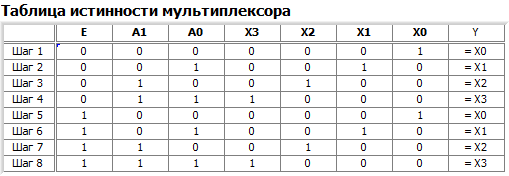 Таблица истинности мультиплексора
E A1 A0 X3 X2 X1 X0 Y
Шаг 1 0 0 0 0 0 0 1 = X0
Шаг 2 0 0 1 0 0 1 0 = X1
Шаг 3 0 1 0 0 1 0 0 = X2
Шаг 4 0 1 1 1 0 0 0 = X3
Шаг 5 1 0 0 0 0 0 1 = X0
Шаг 6 1 0 1 0 0 1 0 = X1
Шаг 7 1 1 0 0 1 0 0 = X2
Шаг 8 1 1 1 1 0 0 0 = X3